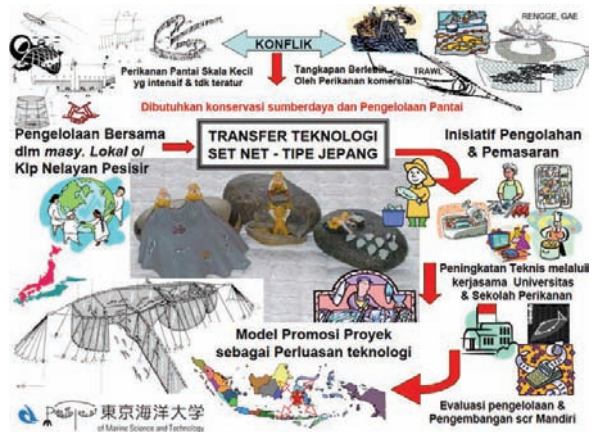 RENGGE, GAE
KONFLIK
TRAWL
Perikanan Pantai Skala Kecil
yg intensif & tdk teratur
Tangkapan Berlebih
Oleh Perikanan komersial
Dibutuhkan konservasi sumberdaya dan Pengelolaan Pantai
Pengelolaan Bersama
dlm masy. Lokal o/
Klp Nelayan Pesisir
TRANSFER TEKNOLOGI
SET NET - TIPE JEPANG
Inisiatif Pengolahan
& Pemasaran
Peningkatan Teknis melaluii
kerjasama Universitas
& Sekolah Perikanan
Model Promosi Proyek
sebagai Perluasan teknologi
Evaluasi pengelolaan &
Pengembangan scr Mandiri
東京海洋大学
of Marine Science and Technology